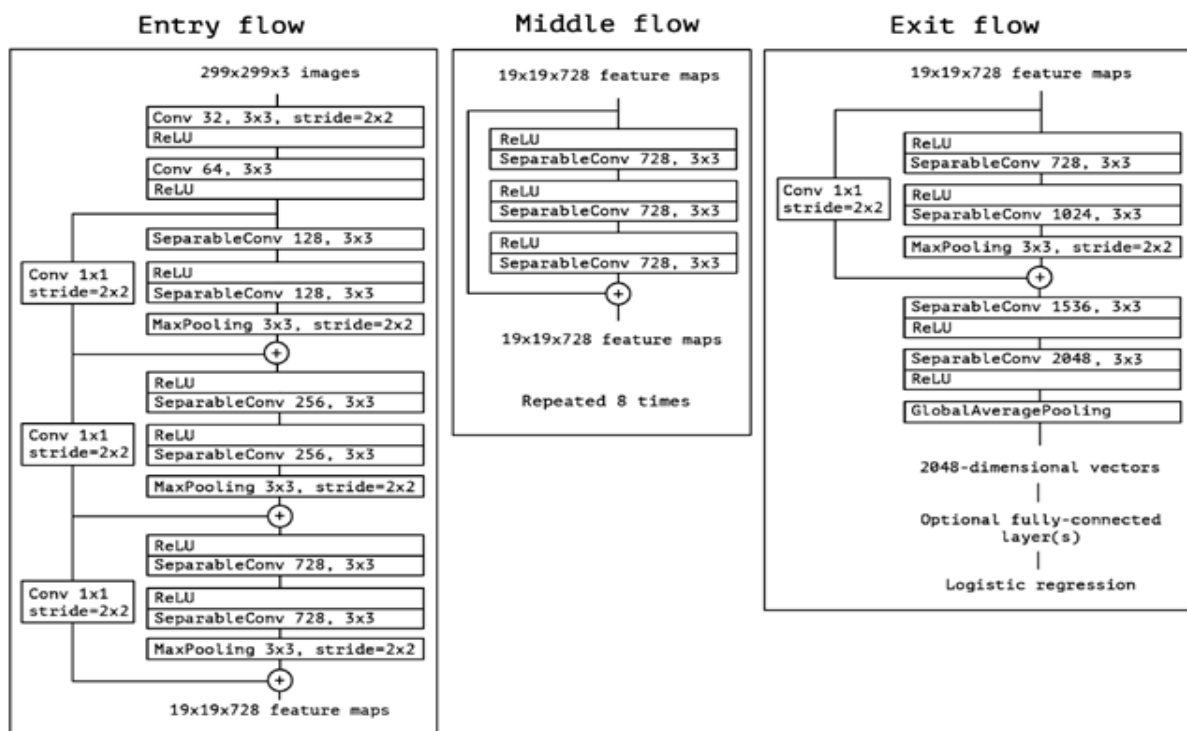 Entry flow
299x299x3 images
Conv 32, 3x3, stride=2x2
ReLU
Conv 64, 3x3
ReLU
SeparableConv 128, 3x3
Conv 1x1
stride=2x2
ReLU
SeparableConv 128, 3x3
MaxPooling 3x3, stride=2x2
+
ReLU
SeparableConv 256, 3x3
Conv 1x1
stride=2x2
ReLU
SeparableConv 256, 3x3
MaxPooling 3x3, stride=2x2
+
ReLU
SeparableConv 728, 3x3
Conv 1x1
stride=2x2
ReLU
SeparableConv 728, 3x3
MaxPooling 3x3, stride=2x2
+
19x19x728 feature maps
Middle flow
19x19x728 feature maps
ReLU
SeparableConv 728, 3x3
ReLU
SeparableConv 728, 3x3
ReLU
SeparableConv 728, 3x3
+
19x19x728 feature maps
Repeated 8 times
Exit flow
19x19x728 feature maps
ReLU
SeparableConv 728, 3x3
Conv 1x1
stride=2x2
ReLU
SeparableConv 1024, 3x3
MaxPooling 3x3, stride=2x2
+
SeparableConv 1536, 3x3
ReLU
SeparableConv 2048, 3x3
ReLU
GlobalAveragePooling
2048-dimensional vectors
Optional fully-connected
layer(s)
Logistic regression